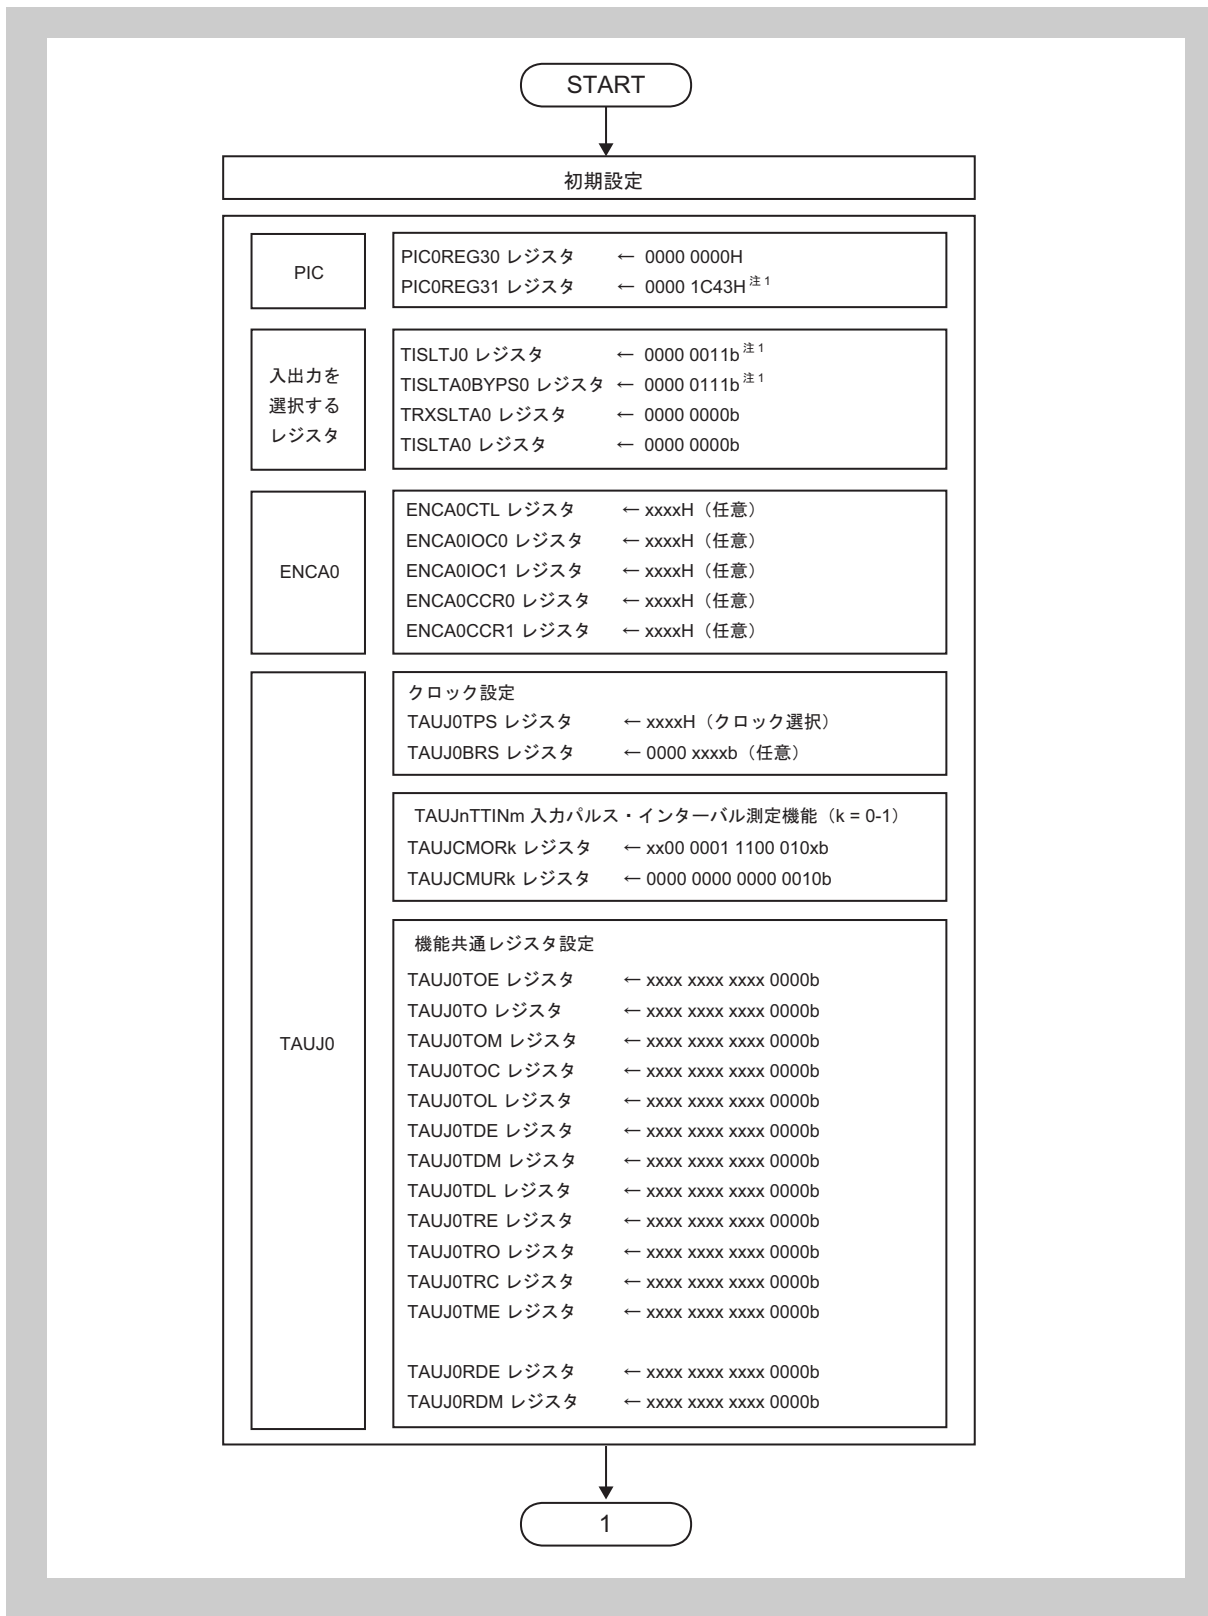 START
初期設定
PIC
PIC0REG30 レジスタ ← 0000 0000H
PIC0REG31 レジスタ ← 0000 1C43H 注1
入出力を
選択する
レジスタ
TISLTJ0 レジスタ ← 0000 0011b 注1
TISLTA0BYPS0 レジスタ ← 0000 0111b 注1
TRXSLTA0 レジスタ ← 0000 0000b
TISLTA0 レジスタ ← 0000 0000b
ENCA0
ENCA0CTL レジスタ ← xxxxH（任意）
ENCA0IOC0 レジスタ ← xxxxH（任意）
ENCA0IOC1 レジスタ ← xxxxH（任意）
ENCA0CCR0 レジスタ ← xxxxH（任意）
ENCA0CCR1 レジスタ ← xxxxH（任意）
TAUJ0
クロック設定
TAUJ0TPS レジスタ ← xxxxH（クロック選択）
TAUJ0BRS レジスタ ← 0000 xxxxb（任意）
TAUJnTTINm 入力パルス・インターバル測定機能（k = 0-1）
TAUJCMORk レジスタ ← xx00 0001 1100 010xb
TAUJCMURk レジスタ ← 0000 0000 0000 0010b
機能共通レジスタ設定
TAUJ0TOE レジスタ ← xxxx xxxx xxxx 0000b
TAUJ0TO レジスタ ← xxxx xxxx xxxx 0000b
TAUJ0TOM レジスタ ← xxxx xxxx xxxx 0000b
TAUJ0TOC レジスタ ← xxxx xxxx xxxx 0000b
TAUJ0TOL レジスタ ← xxxx xxxx xxxx 0000b
TAUJ0TDE レジスタ ← xxxx xxxx xxxx 0000b
TAUJ0TDM レジスタ ← xxxx xxxx xxxx 0000b
TAUJ0TDL レジスタ ← xxxx xxxx xxxx 0000b
TAUJ0TRE レジスタ ← xxxx xxxx xxxx 0000b
TAUJ0TRO レジスタ ← xxxx xxxx xxxx 0000b
TAUJ0TRC レジスタ ← xxxx xxxx xxxx 0000b
TAUJ0TME レジスタ ← xxxx xxxx xxxx 0000b
TAUJ0RDE レジスタ ← xxxx xxxx xxxx 0000b
TAUJ0RDM レジスタ ← xxxx xxxx xxxx 0000b
1